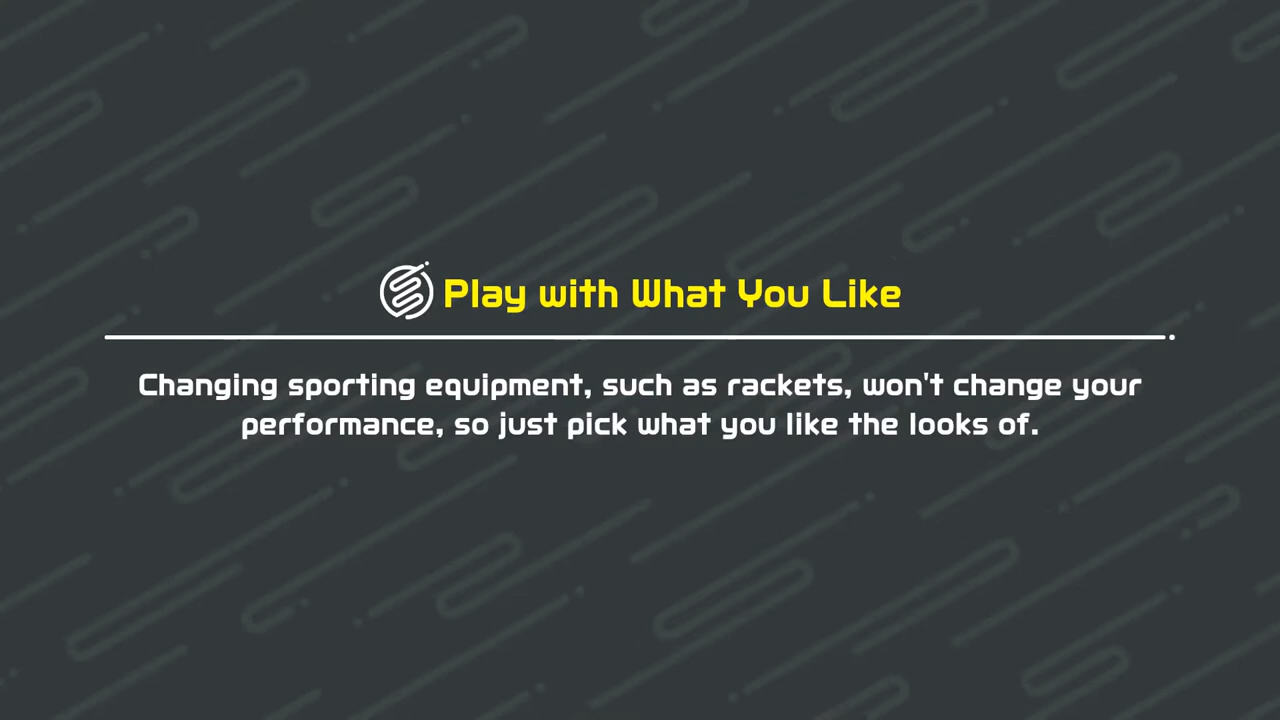 Play with What You Like
Changing sporting equipment, such as rackets, won't change your
performance, so just pick what you like the looks of.